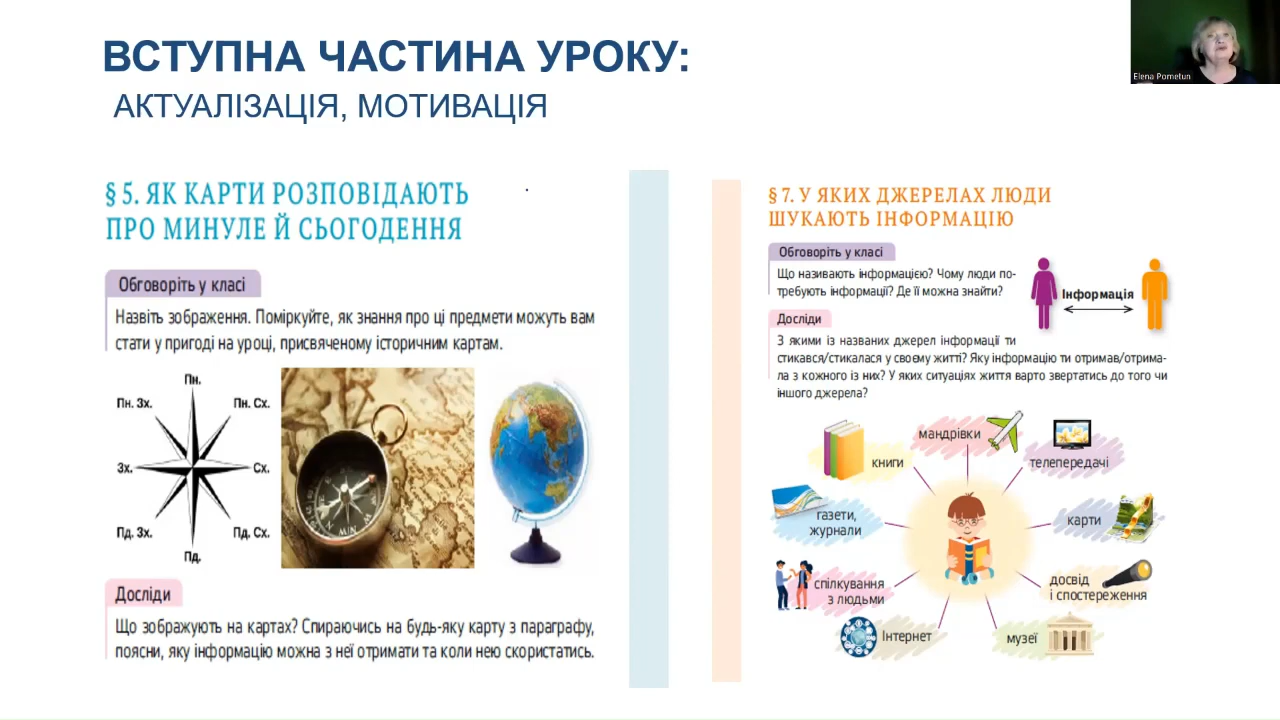 ВСТУПНА ЧАСТИНА УРОКУ:
АКТУАЛІЗАЦІЯ, МОТИВАЦІЯ
Elena Pometun
§ 5. ЯК КАРТИ РОЗПОВІДАЮТЬ
ПРО МИНУЛЕ Й СЬОГОДЕННЯ
Обговоріть у класі
Назвіть зображення. Поміркуйте, як знання про ці предмети можуть вам
стати у пригоді на уроці, присвяченому історичним картам.
Пн.
Пн. Зх.
Пн. Сх.
Зх.
Сх.
Пд. Зх.
Пд. Сх.
Пд.
Досліди
Що зображують на картах? Спираючись на будь-яку карту з параграфу,
поясни, яку інформацію можна з неї отримати та коли нею скористатись.
§ 7. У ЯКИХ ДЖЕРЕЛАХ ЛЮДИ
ШУКАЮТЬ ІНФОРМАЦІЮ
Обговоріть у класі
Що називають інформацією? Чому люди по-
требують інформації? Де її можна знайти?
Інформація
Досліди
З якими із названих джерел інформації ти
стикався/стикалася у своєму житті? Яку інформацію ти отримав/отрима-
ла з кожного із них? У яких ситуаціях життя варто звертатись до того чи
іншого джерела?
мандрівки
книги
телепередачі
газети,
журнали
карти
спілкування
з людьми
досвід
і спостереження
Інтернет
музеї